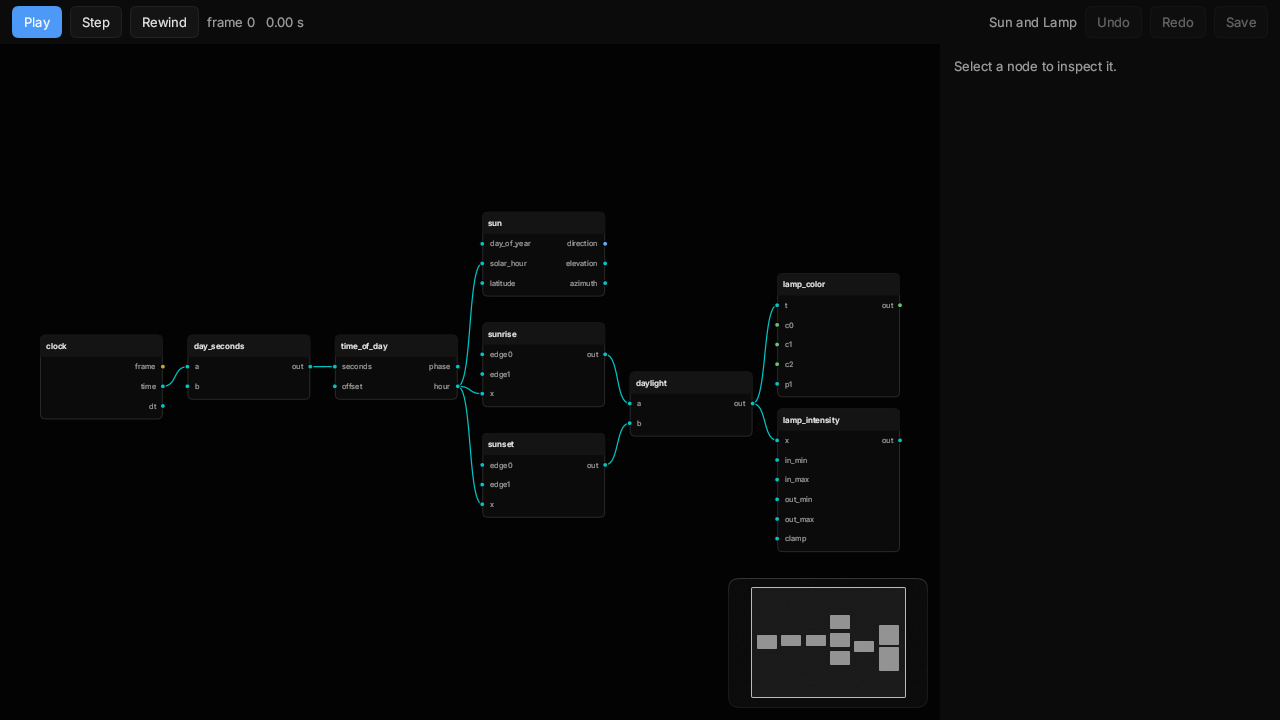 Play Step Rewind frame 0 0.00 s Sun and Lamp Undo Redo Save
Select a node to inspect it.
clock
frame
time
dt
day_seconds
a out
b
time_of_day
seconds phase
offset hour
sun
day_of_year direction
solar_hour elevation
latitude azimuth
sunrise
edge0 out
edge1
x
sunset
edge0 out
edge1
x
daylight
a out
b
lamp_color
t out
c0
c1
c2
p1
lamp_intensity
x out
in_min
in_max
out_min
out_max
clamp